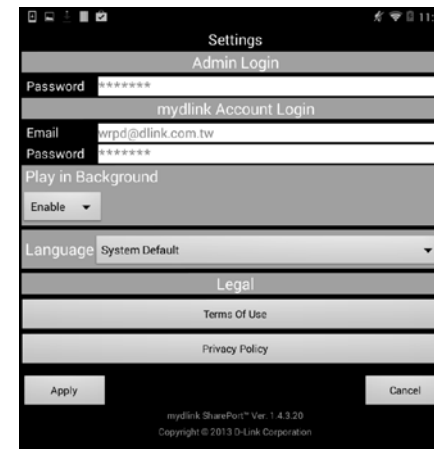 11:
Settings
Admin Login
Password *******
mydlink Account Login
Email wrpd@dlink.com.tw
Password *******
Play in Background
Enable
Language System Default
Legal
Terms Of Use
Privacy Policy
Apply Cancel
mydlink SharePort™ Ver. 1.4.3.20
Copyright © 2013 D-Link Corporation